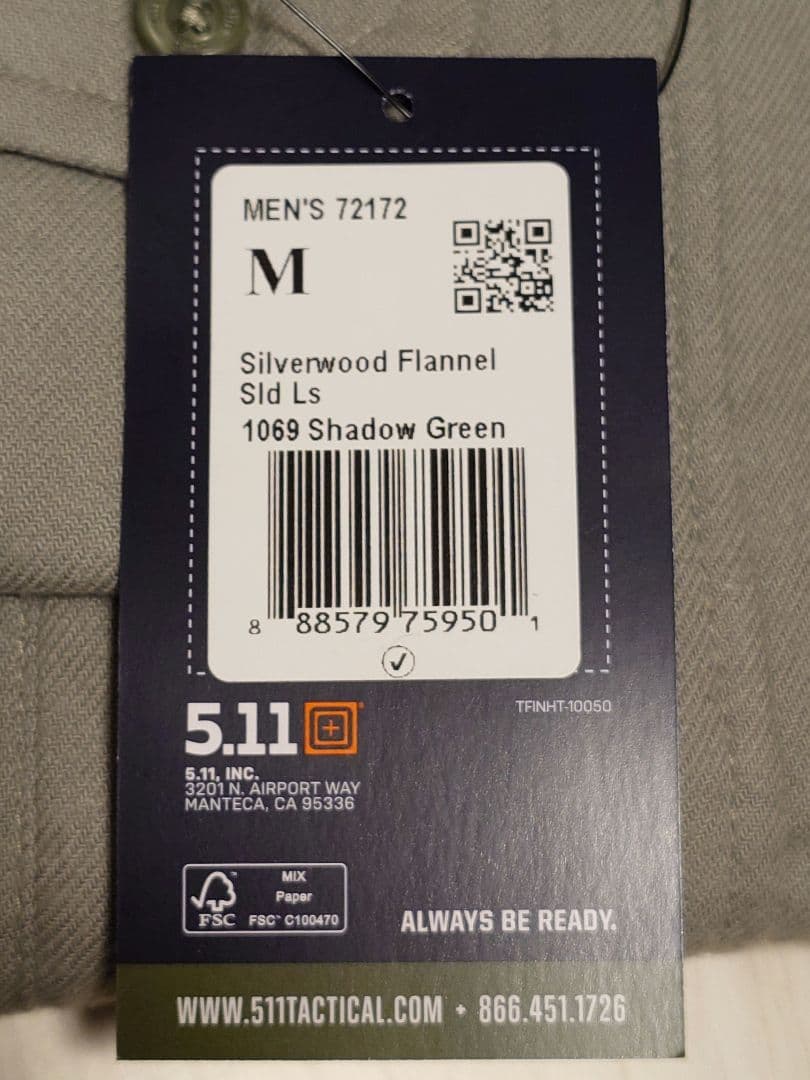 MEN'S 72172
M
Silverwood Flannel
Sld Ls
1069 Shadow Green
8 88579 75950 1
5.11
TFINHT-10050
5.11, INC.
3201 N. AIRPORT WAY
MANTECA, CA 95336
MIX
Paper
FSC™ C100470
FSC™
ALWAYS BE READY.
WWW.511TACTICAL.COM • 866.451.1726